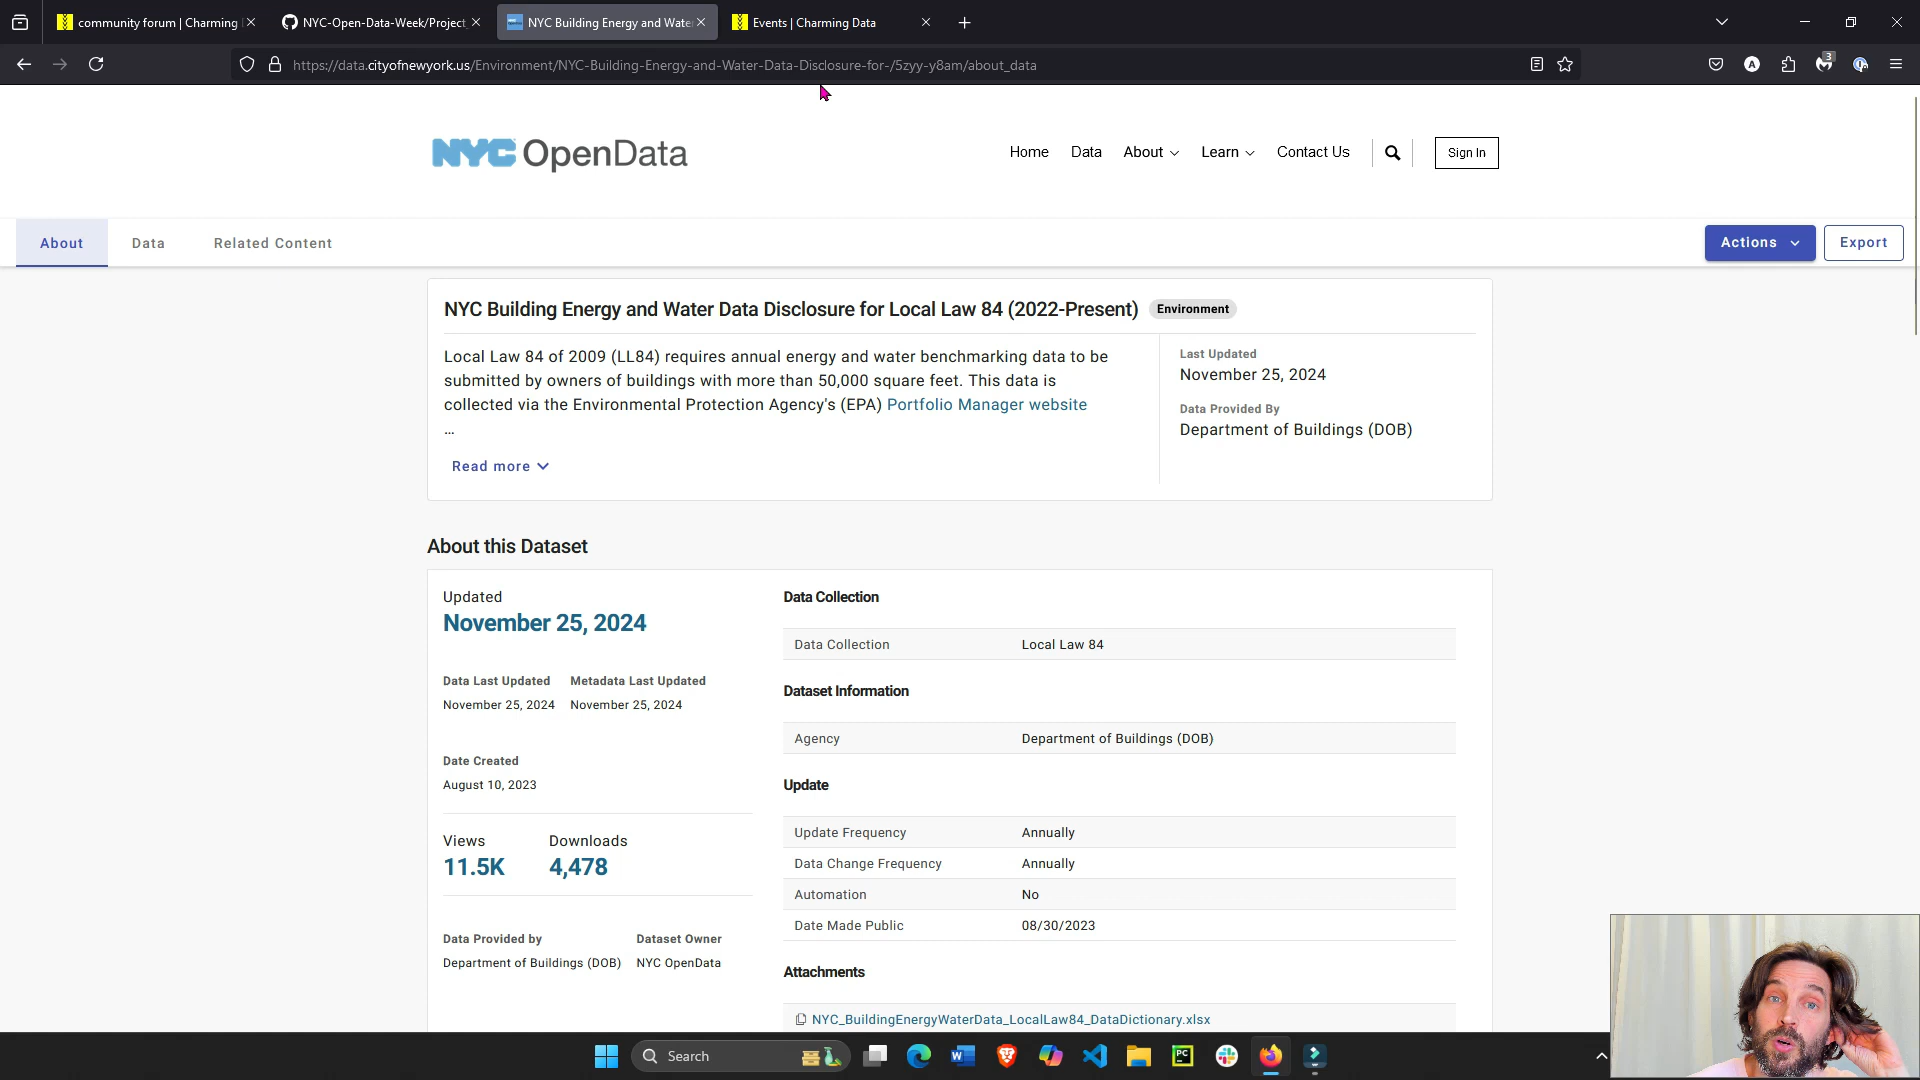 community forum | Charming
NYC-Open-Data-Week/Project_
NYC Building Energy and Wate
Events | Charming Data
https://data.cityofnewyork.us/Environment/NYC-Building-Energy-and-Water-Data-Disclosure-for-/5zyy-y8am/about_data
A
3
NYC OpenData
Home
Data
About
Learn
Contact Us
Sign In
About
Data
Related Content
Actions
Export
NYC Building Energy and Water Data Disclosure for Local Law 84 (2022-Present)
Environment
Local Law 84 of 2009 (LL84) requires annual energy and water benchmarking data to be
submitted by owners of buildings with more than 50,000 square feet. This data is
collected via the Environmental Protection Agency's (EPA) Portfolio Manager website
...
Read more
Last Updated
November 25, 2024
Data Provided By
Department of Buildings (DOB)
About this Dataset
Updated
November 25, 2024
Data Last Updated
Metadata Last Updated
November 25, 2024
November 25, 2024
Date Created
August 10, 2023
Views
Downloads
11.5K
4,478
Data Provided by
Dataset Owner
Department of Buildings (DOB)
NYC OpenData
Data Collection
Data Collection
Local Law 84
Dataset Information
Agency
Department of Buildings (DOB)
Update
Update Frequency
Annually
Data Change Frequency
Annually
Automation
No
Date Made Public
08/30/2023
Attachments
NYC_BuildingEnergyWaterData_LocalLaw84_DataDictionary.xlsx
Search
W
PC